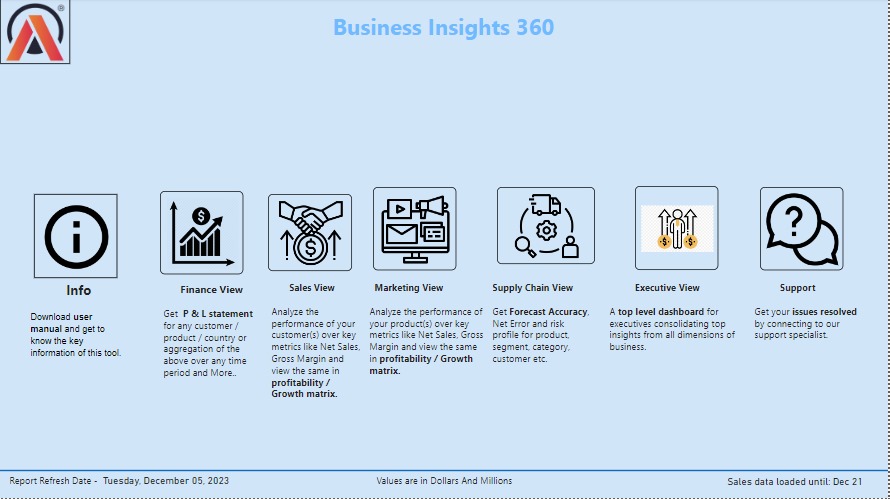 ®
Business Insights 360
Info
Download user
manual and get to
know the key
information of this tool.
Finance View
Get P & L statement
for any customer /
product / country or
aggregation of the
above over any time
period and More..
Sales View
Analyze the
performance of your
customer(s) over key
metrics like Net Sales,
Gross Margin and
view the same in
profitability /
Growth matrix.
Marketing View
Analyze the performance of
your product(s) over key
metrics like Net Sales, Gross
Margin and view the same
in profitability / Growth
matrix.
Supply Chain View
Get Forecast Accuracy,
Net Error and risk
profile for product,
segment, category,
customer etc.
Executive View
A top level dashboard for
executives consolidating top
insights from all dimensions of
business.
Support
Get your issues resolved
by connecting to our
support specialist.
Report Refresh Date - Tuesday, December 05, 2023
Values are in Dollars And Millions
Sales data loaded until: Dec 21